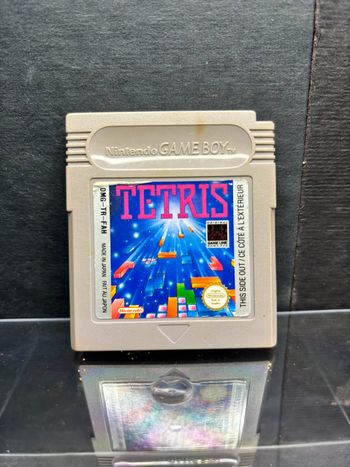 Nintendo GAME BOY TM
TETRIS
DMG-TR-FAH
MADE IN JAPAN FAIT AU JAPON
THIS SIDE OUT / CE CÔTÉ À L'EXTÉRIEUR
GAME LINK
Nintendo